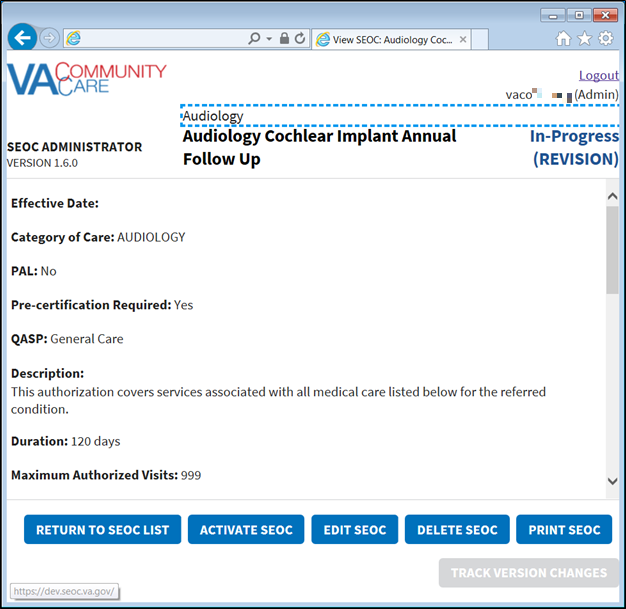 View SEOC: Audiology Coc...
VA COMMUNITY CARE
Logout
vaco (Admin)
Audiology
SEOC ADMINISTRATOR
VERSION 1.6.0
Audiology Cochlear Implant Annual
Follow Up
In-Progress
(REVISION)
Effective Date:
Category of Care: AUDIOLOGY
PAL: No
Pre-certification Required: Yes
QASP: General Care
Description:
This authorization covers services associated with all medical care listed below for the referred
condition.
Duration: 120 days
Maximum Authorized Visits: 999
RETURN TO SEOC LIST ACTIVATE SEOC EDIT SEOC DELETE SEOC PRINT SEOC
TRACK VERSION CHANGES
https://dev.seoc.va.gov/